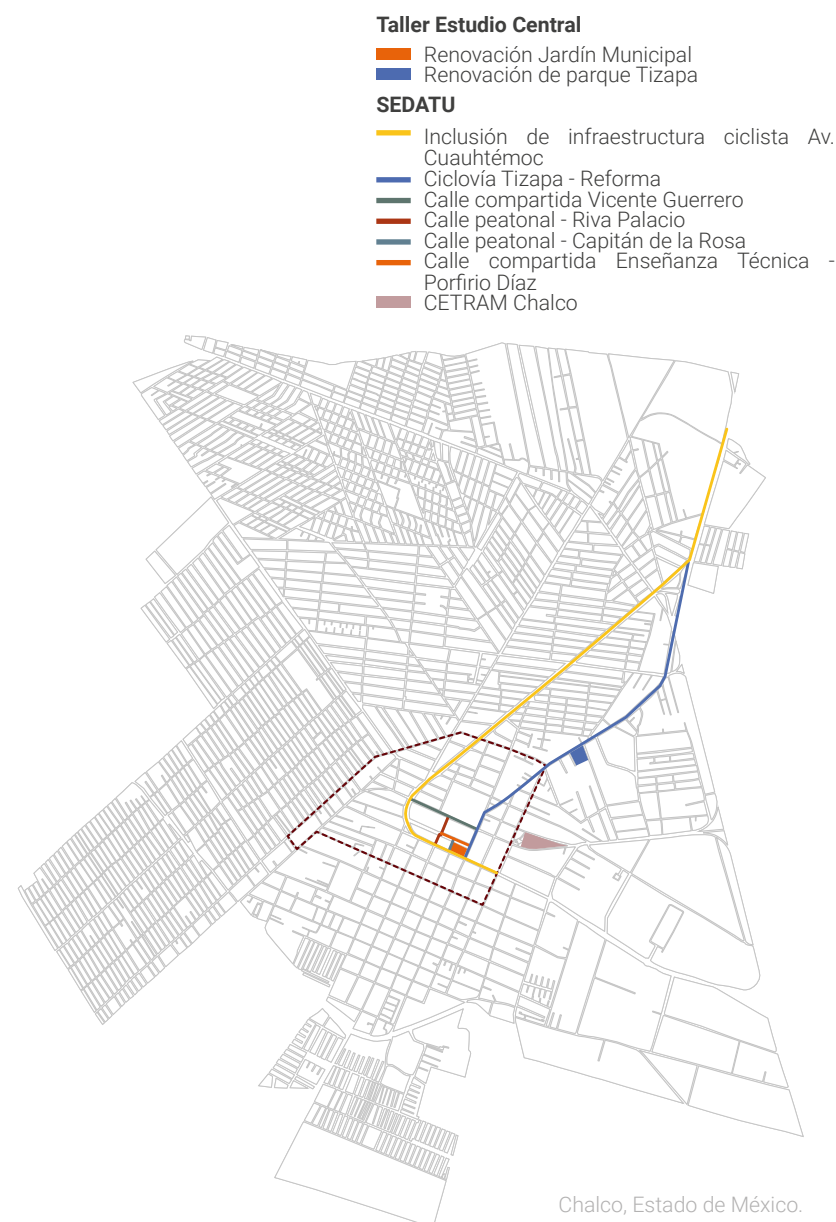 Taller Estudio Central
Renovación Jardín Municipal
Renovación de parque Tizapa
SEDATU
Inclusión de infraestructura ciclista Av.
Cuauhtémoc
Ciclovía Tizapa - Reforma
Calle compartida Vicente Guerrero
Calle peatonal - Riva Palacio
Calle peatonal - Capitán de la Rosa
Calle compartida Enseñanza Técnica -
Porfirio Díaz
CETRAM Chalco
Chalco, Estado de México.